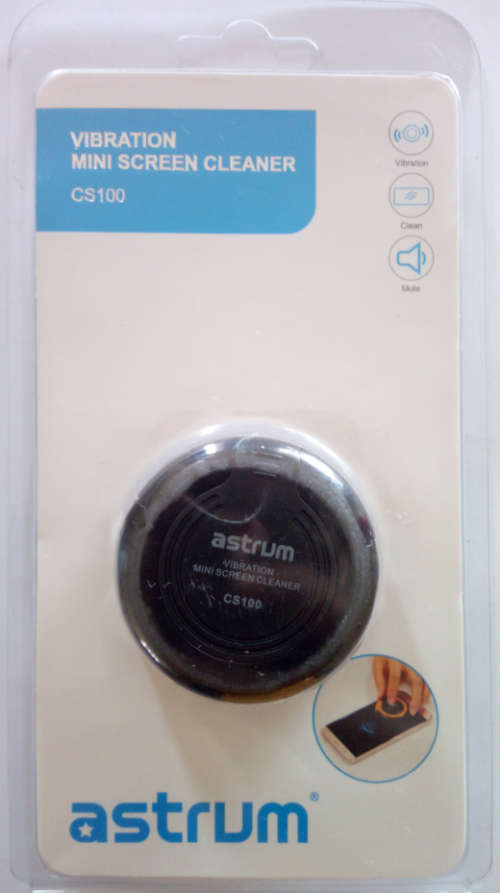 VIBRATION
MINI SCREEN CLEANER
CS100
Vibration
Clean
Mute
astrum
VIBRATION
MINI SCREEN CLEANER
CS100
astrum®